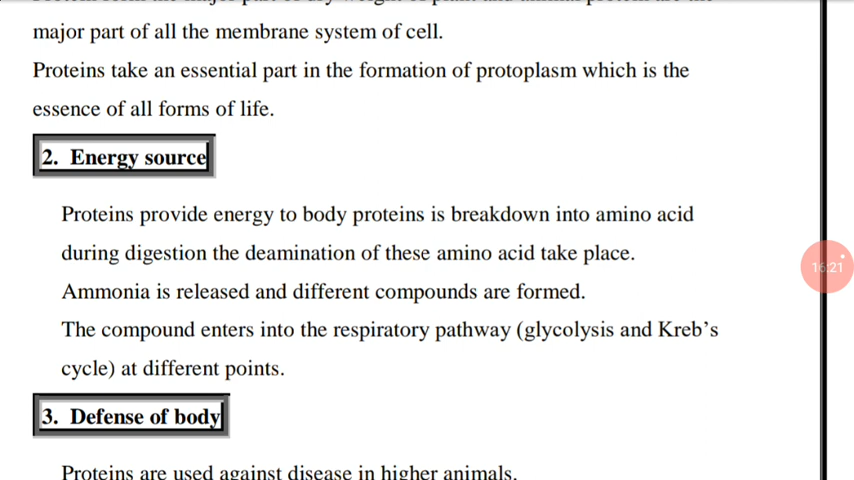 major part of all the membrane system of cell.
Proteins take an essential part in the formation of protoplasm which is the
essence of all forms of life.
2. Energy source
Proteins provide energy to body proteins is breakdown into amino acid
during digestion the deamination of these amino acid take place.
Ammonia is released and different compounds are formed.
The compound enters into the respiratory pathway (glycolysis and Kreb’s
cycle) at different points.
16:21
3. Defense of body
Proteins are used against disease in higher animals.